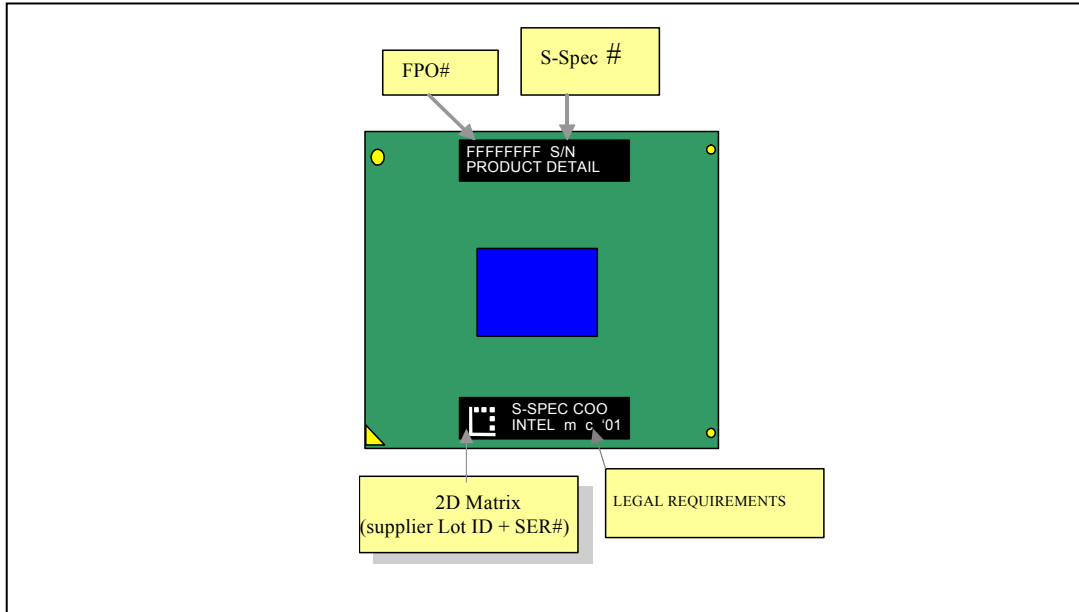 FPO#
S-Spec #
FFFFFFFF S/N
PRODUCT DETAIL
S-SPEC COO
INTEL m c '01
2D Matrix
(supplier Lot ID + SER#)
LEGAL REQUIREMENTS